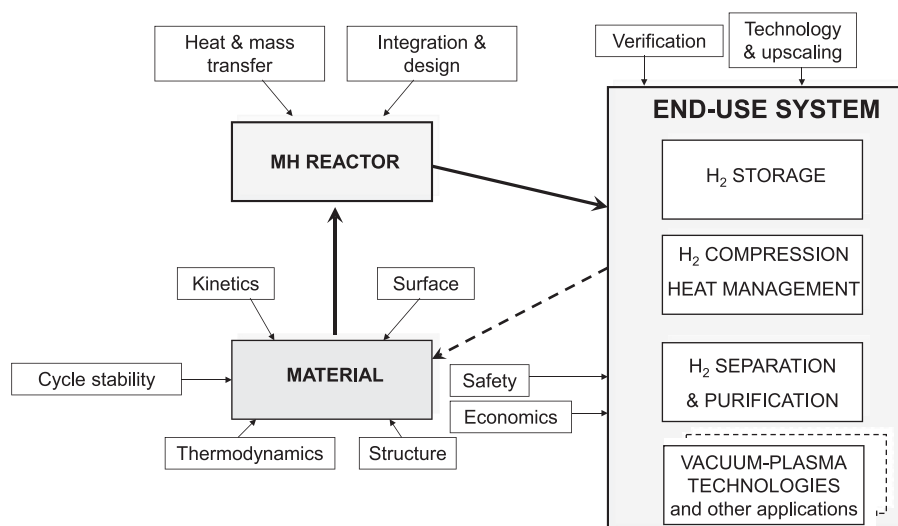 Heat & mass
transfer
Integration &
design
Verification
Technology
& upscaling
END-USE SYSTEM
MH REACTOR
H₂ STORAGE
H₂ COMPRESSION
HEAT MANAGEMENT
Kinetics
Surface
Cycle stability
MATERIAL
Safety
Economics
H₂ SEPARATION
& PURIFICATION
Thermodynamics
Structure
VACUUM-PLASMA
TECHNOLOGIES
and other applications